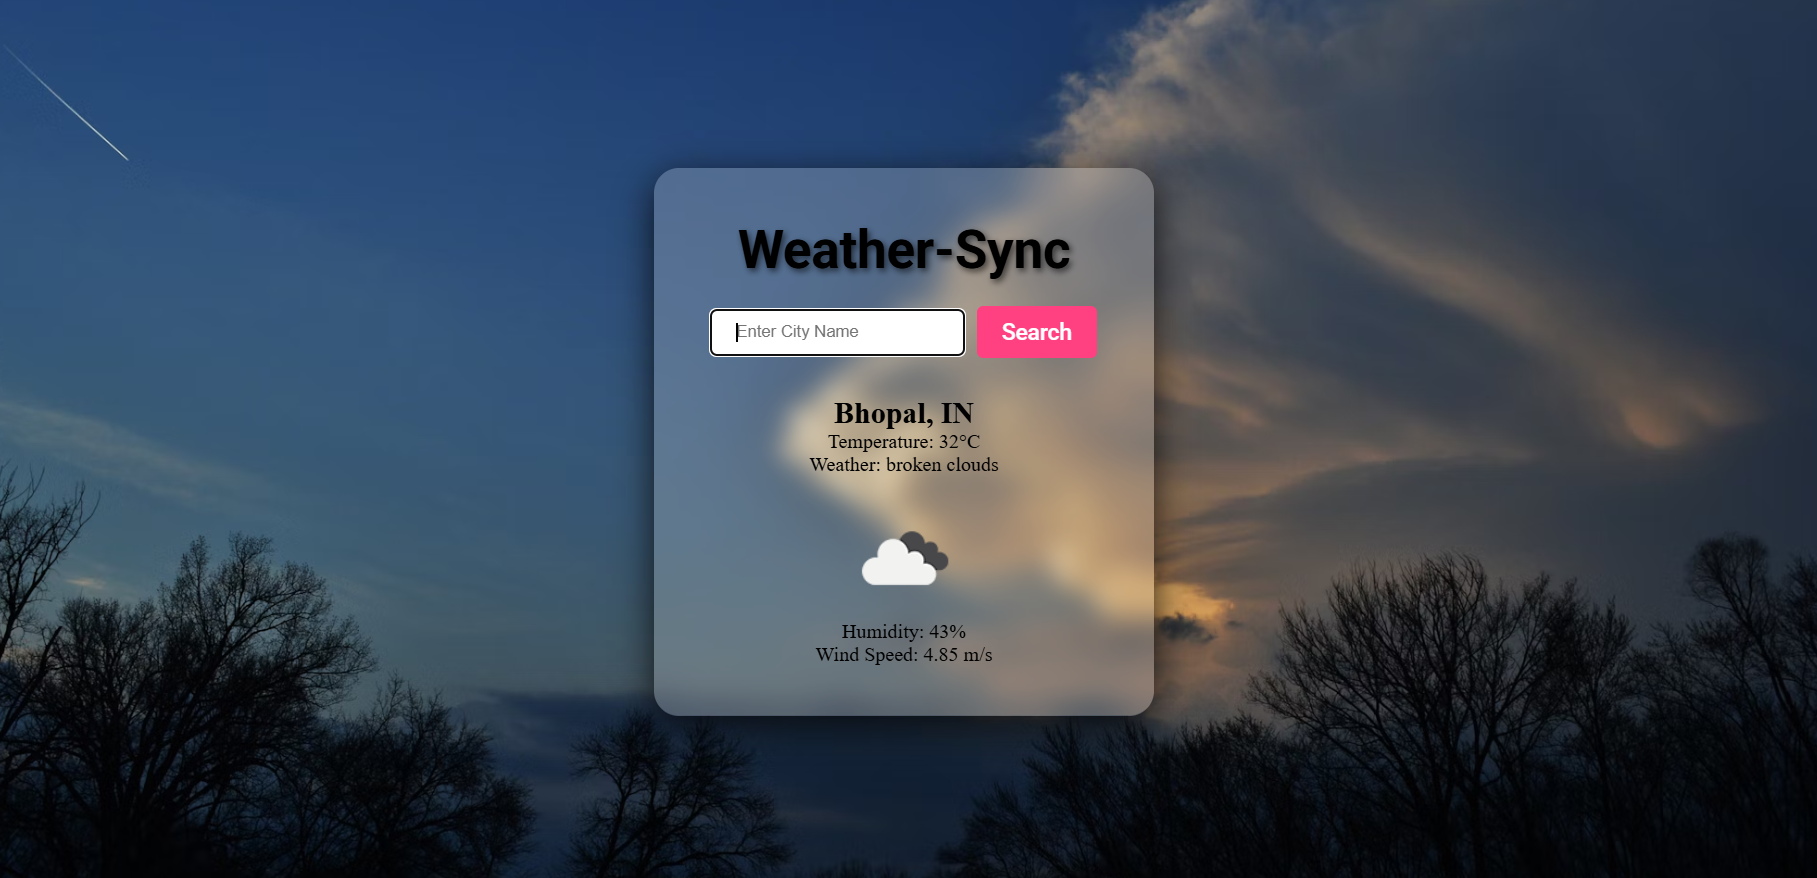 Weather-Sync
Enter City Name
Search
Bhopal, IN
Temperature: 32°C
Weather: broken clouds
Humidity: 43%
Wind Speed: 4.85 m/s